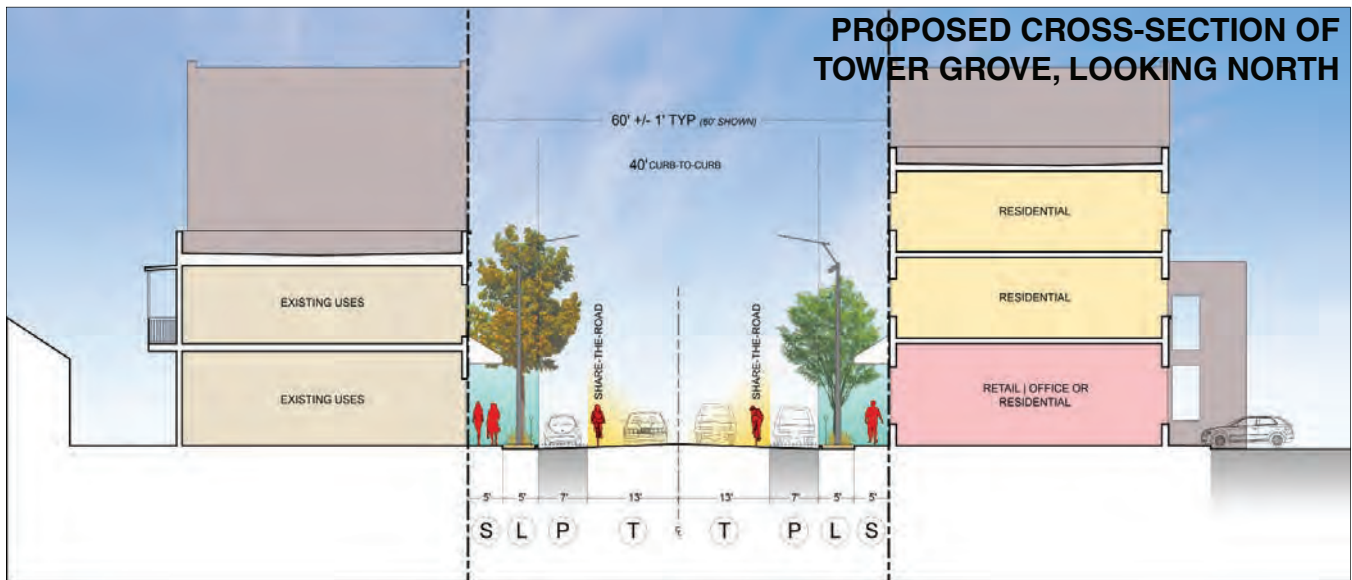 PROPOSED CROSS-SECTION OF
TOWER GROVE, LOOKING NORTH
60' +/- 1' TYP (60' SHOWN)
40' CURB-TO-CURB
RESIDENTIAL
EXISTING USES
RESIDENTIAL
SHARE-THE-ROAD
SHARE-THE-ROAD
EXISTING USES
RETAIL | OFFICE OR
RESIDENTIAL
5' 5' 7' 13' 13' 7' 5' 5'
S L P T ℄ T P L S